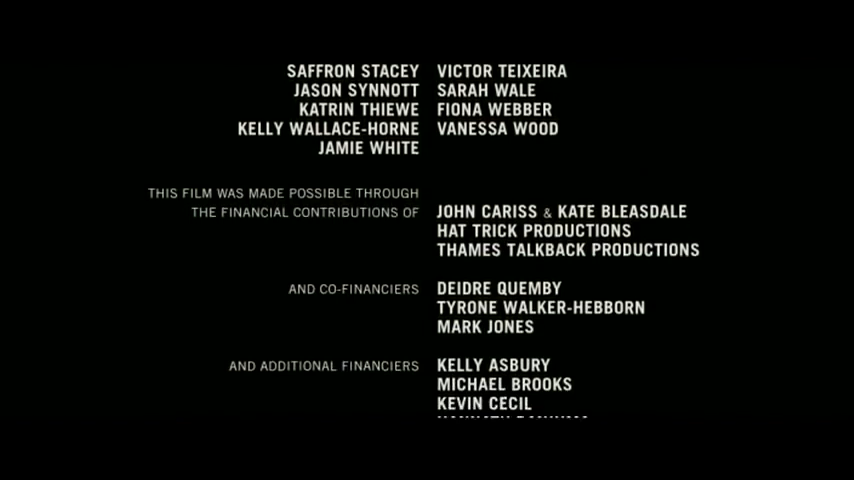 SAFFRON STACEY VICTOR TEIXEIRA
JASON SYNNOTT SARAH WALE
KATRIN THIEWE FIONA WEBBER
KELLY WALLACE-HORNE VANESSA WOOD
JAMIE WHITE
THIS FILM WAS MADE POSSIBLE THROUGH
THE FINANCIAL CONTRIBUTIONS OF JOHN CARISS & KATE BLEASDALE
HAT TRICK PRODUCTIONS
THAMES TALKBACK PRODUCTIONS
AND CO-FINANCIERS DEIDRE QUEMBY
TYRONE WALKER-HEBBORN
MARK JONES
AND ADDITIONAL FINANCIERS KELLY ASBURY
MICHAEL BROOKS
KEVIN CECIL